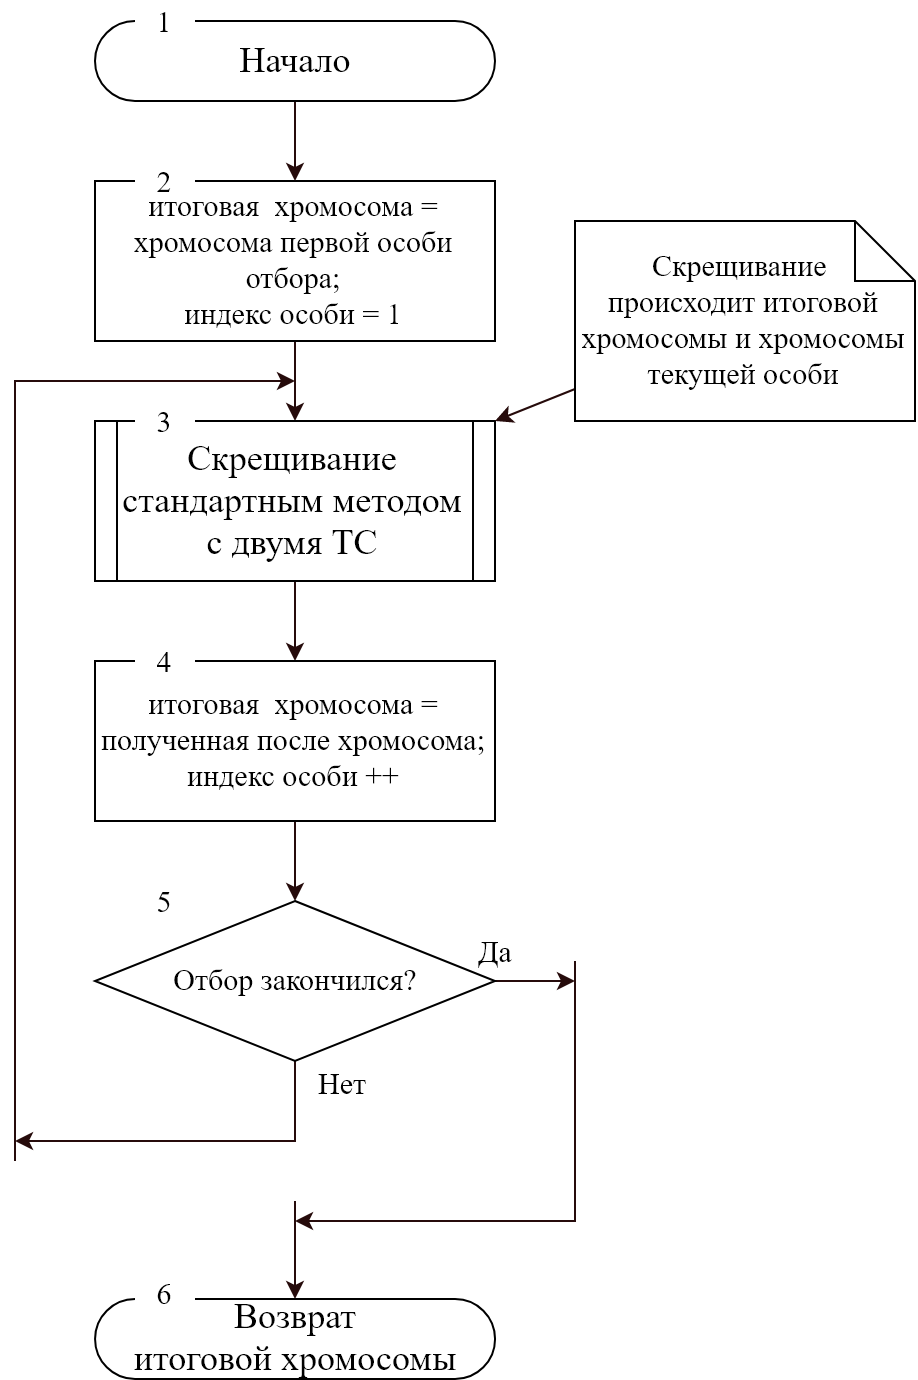 1
Начало
2
итоговая хромосома =
хромосома первой особи
отбора;
индекс особи = 1
Скрещивание
происходит итоговой
хромосомы и хромосомы
текущей особи
3
Скрещивание
стандартным методом
с двумя ТС
4
итоговая хромосома =
полученная после хромосома;
индекс особи ++
5
Да
Отбор закончился?
Нет
6
Возврат
итоговой хромосомы